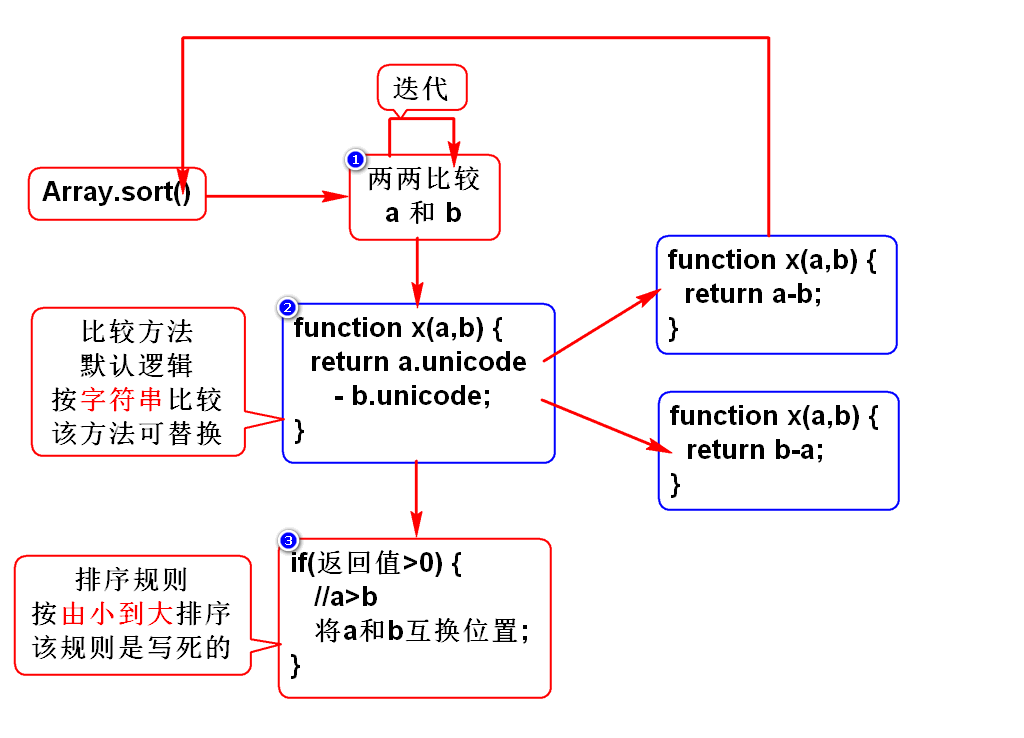 迭代
1
两两比较
a 和 b
Array.sort()
2
function x(a,b) {
return a.unicode
- b.unicode;
}
比较方法
默认逻辑
按字符串比较
该方法可替换
function x(a,b) {
return a-b;
}
function x(a,b) {
return b-a;
}
3
if(返回值>0) {
//a>b
将a和b互换位置;
}
排序规则
按由小到大排序
该规则是写死的